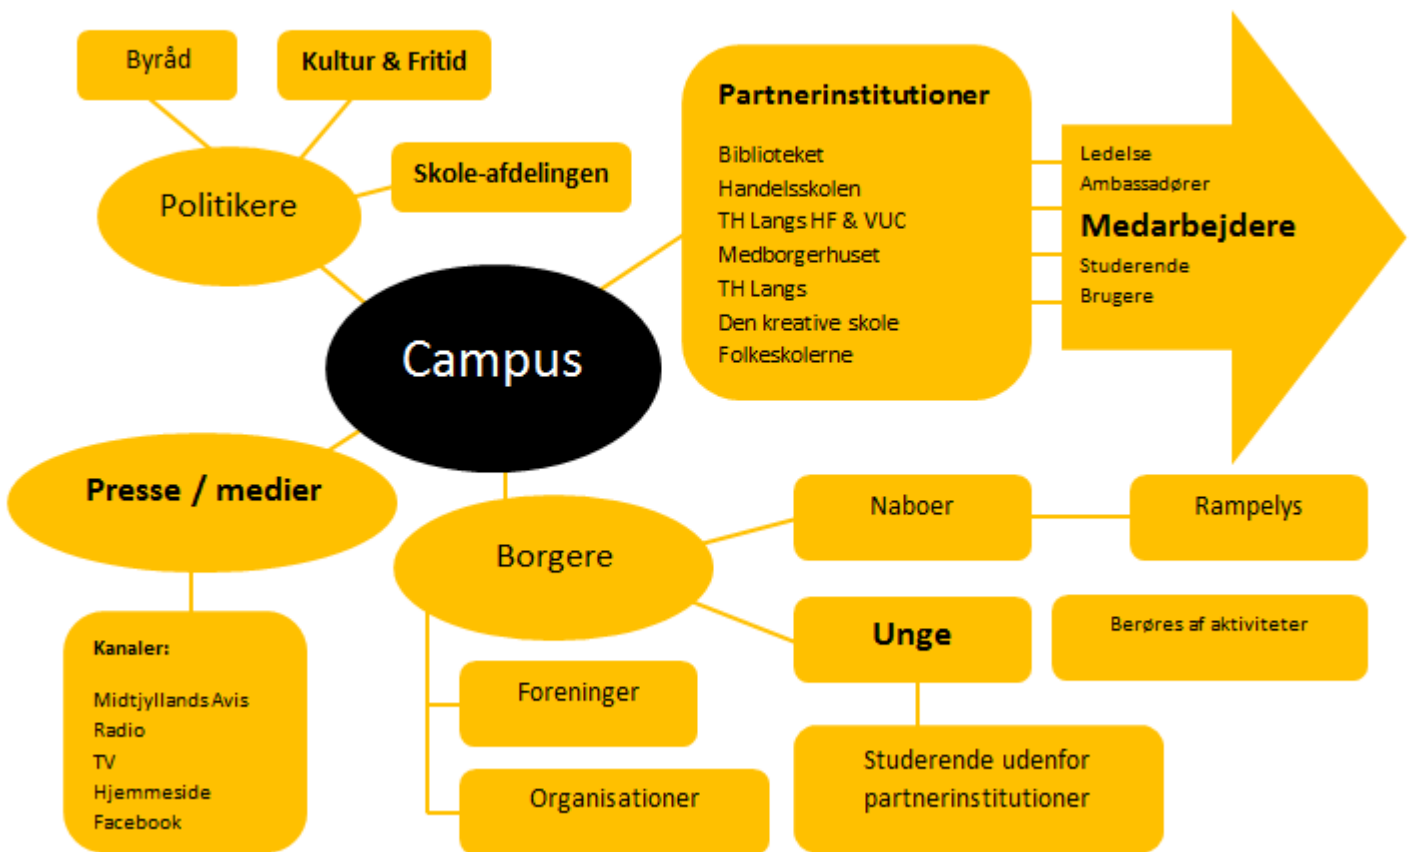 Byråd
Kultur & Fritid
Skole-afdelingen
Politikere
Partnerinstitutioner
Biblioteket
Handelsskolen
TH Langs HF & VUC
Medborgerhuset
TH Langs
Den kreative skole
Folkeskolerne
Ledelse
Ambassadører
Medarbejdere
Studerende
Brugere
Campus
Presse / medier
Kanaler:
Midtjyllands Avis
Radio
TV
Hjemmeside
Facebook
Borgere
Naboer
Rampelys
Unge
Berøres af aktiviteter
Foreninger
Organisationer
Studerende udenfor
partnerinstitutioner